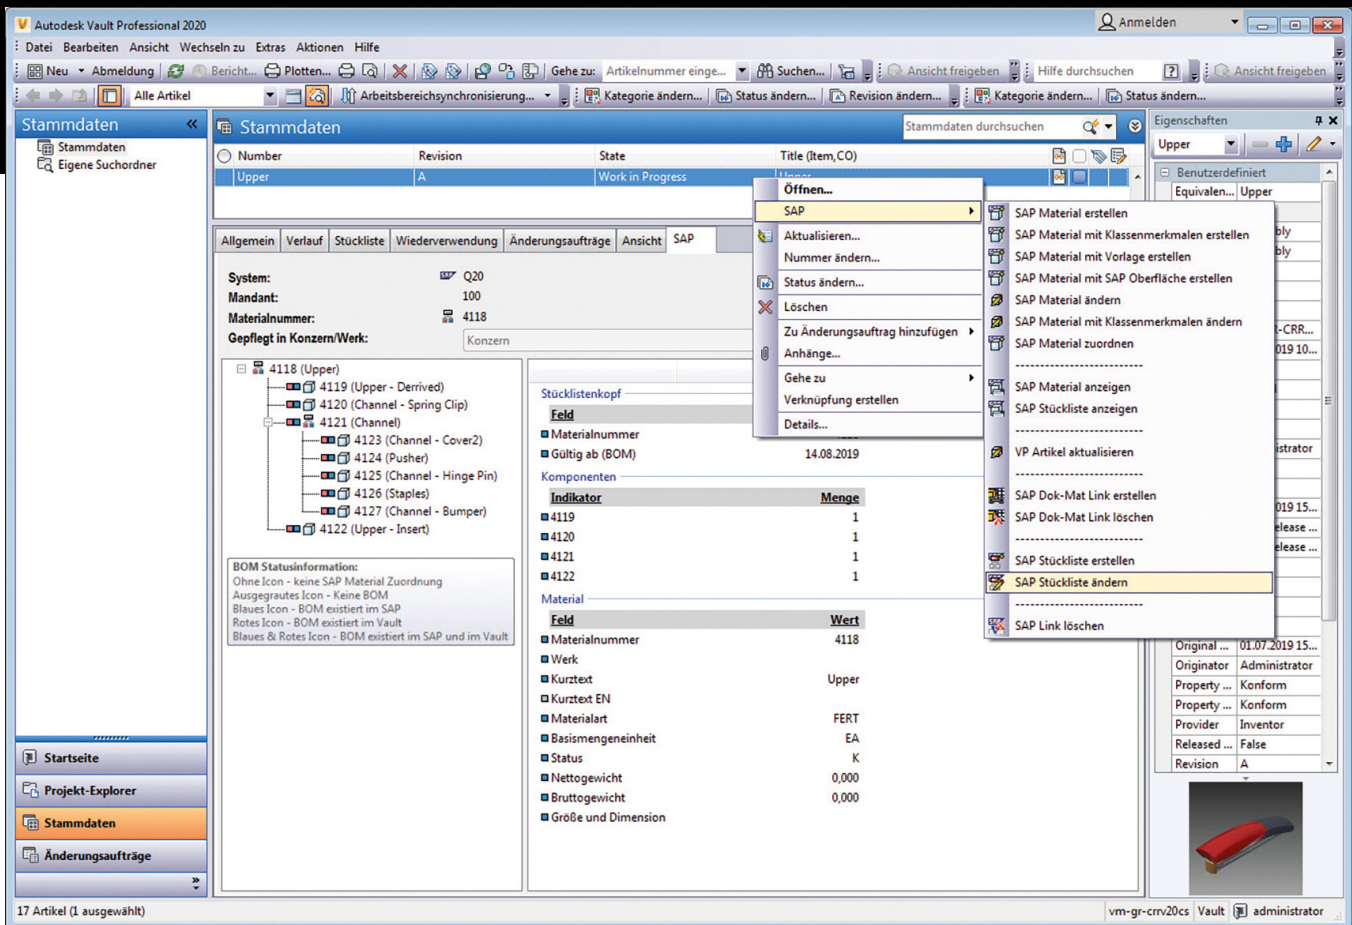 Autodesk Vault Professional 2020
Anmelden
Datei Bearbeiten Ansicht Wechseln zu Extras Aktionen Hilfe
Neu Abmeldung Bericht... Plotten... Gehe zu: Artikelnummer einge... Suchen... Ansicht freigeben Hilfe durchsuchen Ansicht freigeben
Alle Artikel Arbeitsbereichsynchronisierung... Kategorie ändern... Status ändern... Revision ändern... Kategorie ändern... Status ändern...
Stammdaten
Stammdaten
Eigene Suchordner
Startseite
Projekt-Explorer
Stammdaten
Änderungsaufträge
Stammdaten
Stammdaten durchsuchen
Number Revision State Title (Item,CO)
Upper A Work in Progress Upper
Allgemein Verlauf Stückliste Wiederverwendung Änderungsaufträge Ansicht SAP
System: Q20
Mandant: 100
Materialnummer: 4118
Gepflegt in Konzern/Werk: Konzern
4118 (Upper)
4119 (Upper - Derrived)
4120 (Channel - Spring Clip)
4121 (Channel)
4123 (Channel - Cover2)
4124 (Pusher)
4125 (Channel - Hinge Pin)
4126 (Staples)
4127 (Channel - Bumper)
4122 (Upper - Insert)
BOM Statusinformation:
Ohne Icon - keine SAP Material Zuordnung
Ausgegrautes Icon - Keine BOM
Blaues Icon - BOM existiert im SAP
Rotes Icon - BOM existiert im Vault
Blaues & Rotes Icon - BOM existiert im SAP und im Vault
Stücklistenkopf
Feld
Materialnummer
Gültig ab (BOM) 14.08.2019
Komponenten
Indikator Menge
4119 1
4120 1
4121 1
4122 1
Material
Feld Wert
Materialnummer 4118
Werk
Kurztext Upper
Kurztext EN
Materialart FERT
Basismengeneinheit EA
Status K
Nettogewicht 0,000
Bruttogewicht 0,000
Größe und Dimension
Öffnen...
SAP
Aktualisieren...
Nummer ändern...
Status ändern...
Löschen
Zu Änderungsauftrag hinzufügen
Anhänge...
Gehe zu
Verknüpfung erstellen
Details...
SAP Material erstellen
SAP Material mit Klassenmerkmalen erstellen
SAP Material mit Vorlage erstellen
SAP Material mit SAP Oberfläche erstellen
SAP Material ändern
SAP Material mit Klassenmerkmalen ändern
SAP Material zuordnen
------------------------
SAP Material anzeigen
SAP Stückliste anzeigen
------------------------
VP Artikel aktualisieren
------------------------
SAP Dok-Mat Link erstellen
SAP Dok-Mat Link löschen
------------------------
SAP Stückliste erstellen
SAP Stückliste ändern
------------------------
SAP Link löschen
Eigenschaften
Upper
Benutzerdefiniert
Equivalen... Upper
bly
bly
-CRR...
019 10...
istrator
019 15...
elease ...
elease ...
Original ... 01.07.2019 15...
Originator Administrator
Property ... Konform
Property ... Konform
Provider Inventor
Released ... False
Revision A
17 Artikel (1 ausgewählt)
vm-gr-crrv20cs Vault administrator